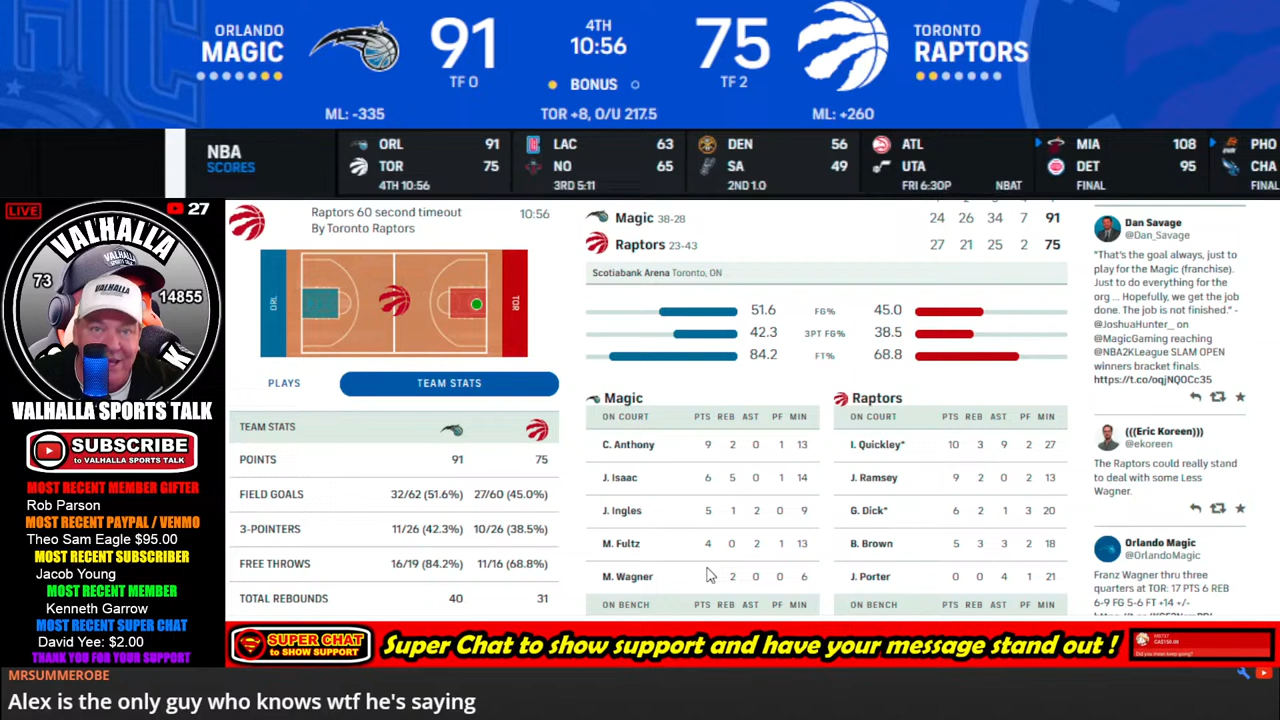 ORLANDO
MAGIC
91
TF 0
ML: -335
4TH
10:56
BONUS
TOR +8, O/U 217.5
75
TF 2
ML: +260
TORONTO
RAPTORS
NBA
SCORES
ORL 91
TOR 75
4TH 10:56
LAC 63
NO 65
3RD 5:11
DEN 56
SA 49
2ND 1.0
ATL
UTA
FRI 6:30PM NBAT
MIA 108
DET 95
FINAL
PHO
CHA
FINAL
LIVE
27
VALHALLA
73
14855
K
VALHALLA SPORTS TALK
SUBSCRIBE
to VALHALLA SPORTS TALK
MOST RECENT MEMBER GIFTER
Rob Parson
MOST RECENT PAYPAL / VENMO
Theo Sam Eagle $95.00
MOST RECENT SUBSCRIBER
Jacob Young
MOST RECENT MEMBER
Kenneth Garrow
MOST RECENT SUPER CHAT
David Yee: $2.00
THANK YOU FOR YOUR SUPPORT
Raptors 60 second timeout 10:56
By Toronto Raptors
ORL
TOR
PLAYS TEAM STATS
TEAM STATS
POINTS 91 75
FIELD GOALS 32/62 (51.6%) 27/60 (45.0%)
3-POINTERS 11/26 (42.3%) 10/26 (38.5%)
FREE THROWS 16/19 (84.2%) 11/16 (68.8%)
TOTAL REBOUNDS 40 31
Magic 38-28 24 26 34 7 91
Raptors 23-43 27 21 25 2 75
Scotiabank Arena Toronto, ON
51.6 FG% 45.0
42.3 3PT FG% 38.5
84.2 FT% 68.8
Magic
ON COURT PTS REB AST PF MIN
C. Anthony 9 2 0 1 13
J. Isaac 6 5 0 1 14
J. Ingles 5 1 2 0 9
M. Fultz 4 0 2 1 13
M. Wagner 2 0 0 6
ON BENCH PTS REB AST PF MIN
Raptors
ON COURT PTS REB AST PF MIN
I. Quickley* 10 3 9 2 27
J. Ramsey 9 2 0 2 13
G. Dick* 6 2 1 3 20
B. Brown 5 3 3 2 18
J. Porter 0 0 4 1 21
ON BENCH PTS REB AST PF MIN
Dan Savage
@Dan_Savage
"That's the goal always, just to
play for the Magic (franchise).
Just to do everything for the
org ... Hopefully, we get the job
done. The job is not finished." -
@JoshuaHunter_ on
@MagicGaming reaching
@NBA2KLeague SLAM OPEN
winners bracket finals.
https://t.co/oqjNQOCc35
(((Eric Koreen)))
@ekoreen
The Raptors could really stand
to deal with some Less
Wagner.
Orlando Magic
@OrlandoMagic
Franz Wagner thru three
quarters at TOR: 17 PTS 6 REB
6-9 FG 5-6 FT +14 +/-
SUPER CHAT
to SHOW SUPPORT
Super Chat to show support and have your message stand out !
MRSUMMEROBE
Alex is the only guy who knows wtf he's saying